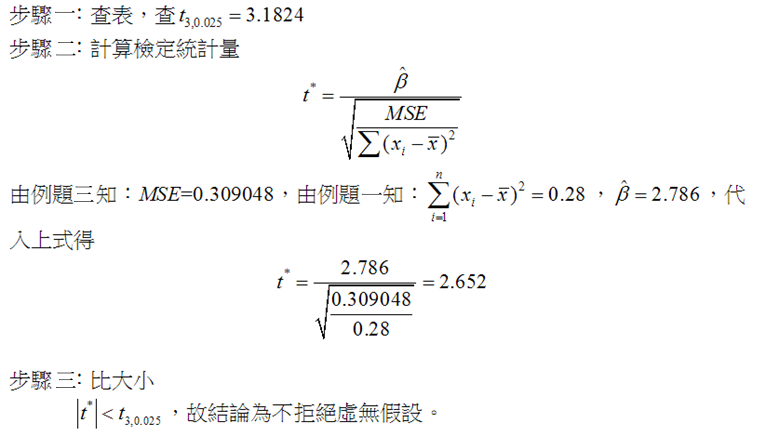 步驟一: 查表，查 t_{3,0.025} = 3.1824
步驟二: 計算檢定統計量
t^* = \frac{\hat{β}}{\sqrt{\frac{MSE}{\sum (x_i - \bar{x})^2}}}
由例題三知：MSE=0.309048，由例題一知：\sum_{i=1}^{n} (x_i - \bar{x})^2 = 0.28 ， \hat{β} = 2.786 ，代
入上式得
t^* = \frac{2.786}{\sqrt{\frac{0.309048}{0.28}}} = 2.652
步驟三: 比大小
|t^*| < t_{3,0.025} ，故結論為不拒絕虛無假設。